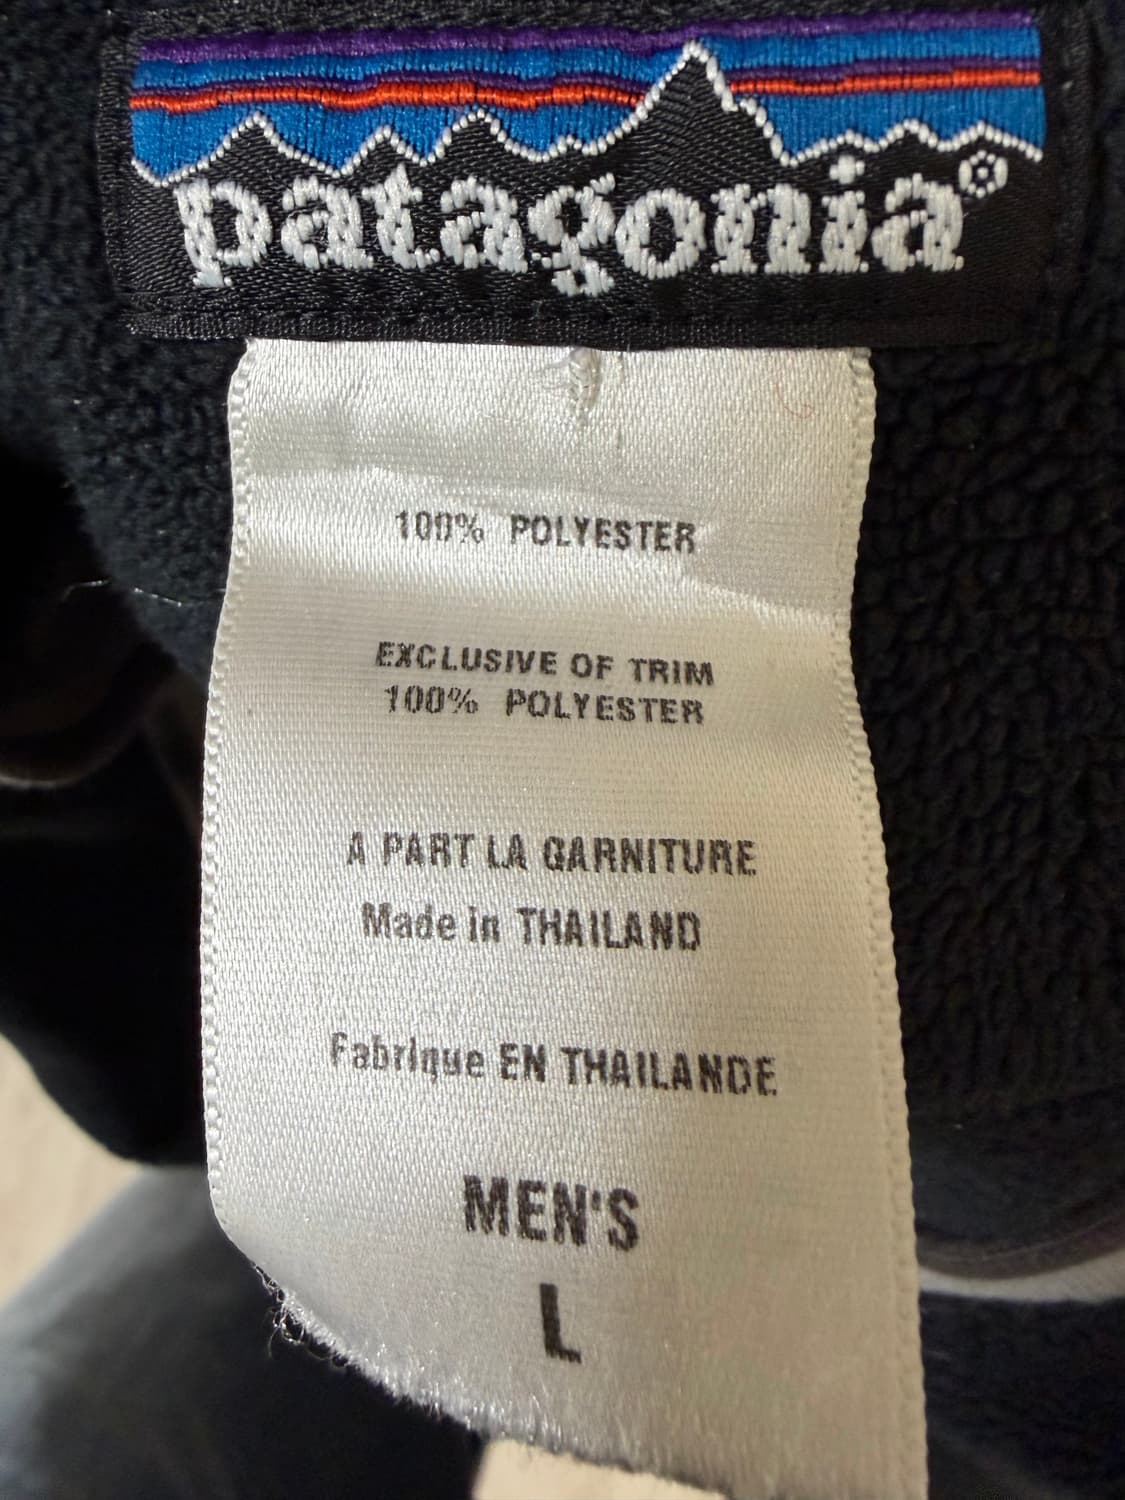 patagonia®
100% POLYESTER
EXCLUSIVE OF TRIM
100% POLYESTER
A PART LA GARNITURE
Made in THAILAND
Fabrique EN THAILANDE
MEN'S
L